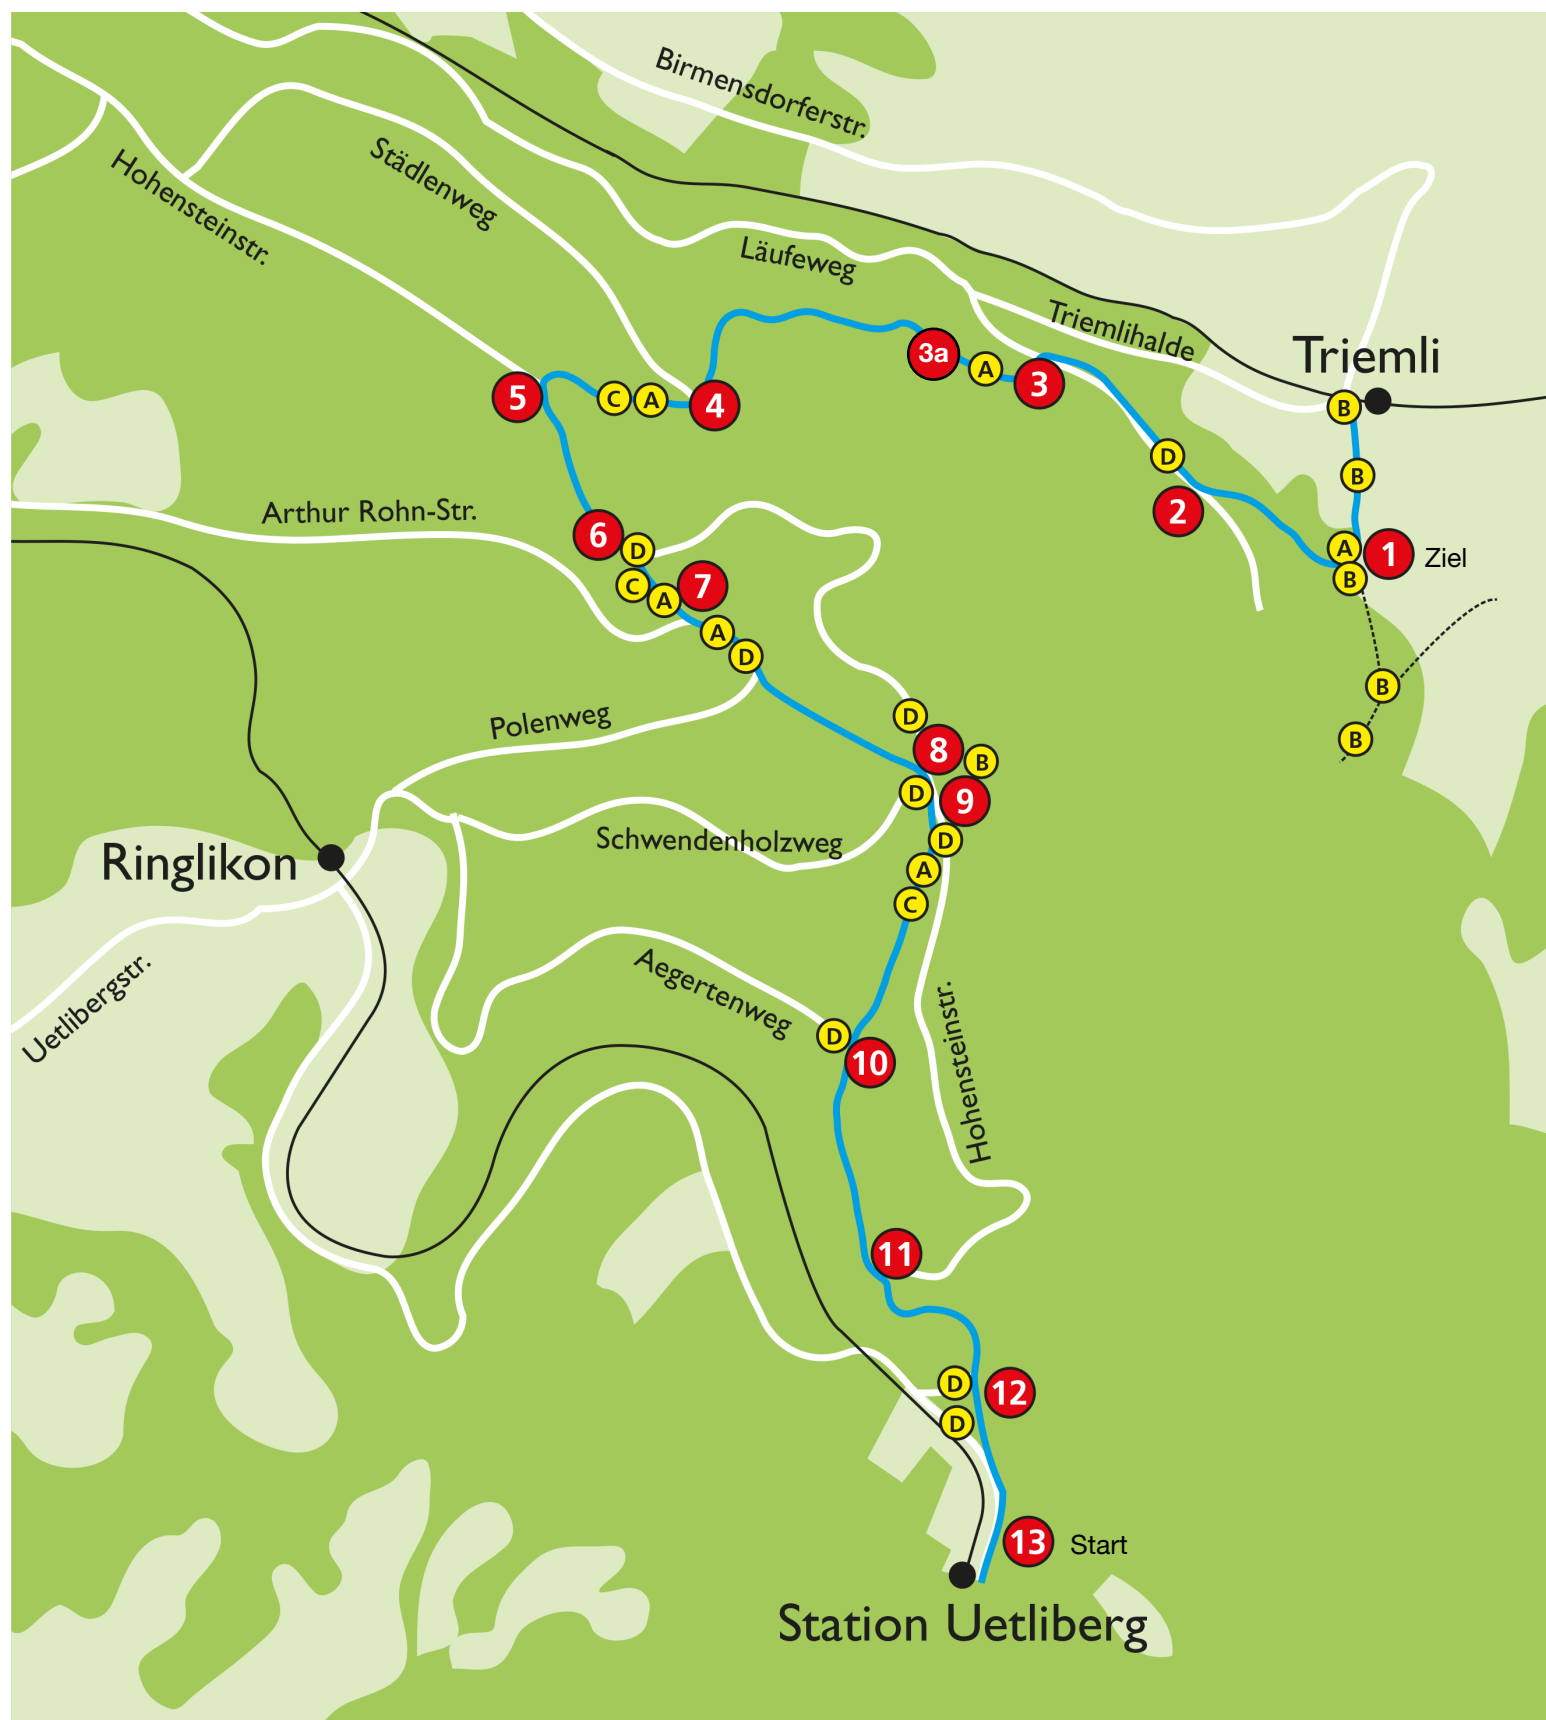 Birmensdorferstr.
Städlenweg
Hohensteinstr.
Läufeweg
Triemlihalde
Triemli
3a
A
3
B
5
C
A
4
D
B
2
Arthur Rohn-Str.
6
D
A
1
Ziel
B
C
A
7
A
D
B
Polenweg
D
B
8
B
D
9
Schwendenholzweg
D
Ringlikon
A
C
Uetlibergstr.
Aegertenweg
D
10
Hohensteinstr.
11
D
12
D
13
Start
Station Uetliberg